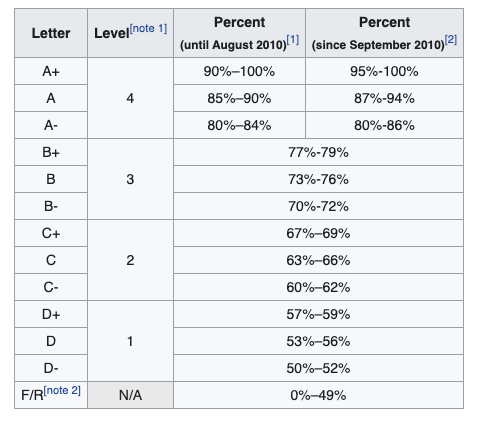 Letter Level[note 1] Percent (until August 2010)[1] Percent (since September 2010)[2]
A+ 90%–100% 95%-100%
A 4 85%–90% 87%-94%
A- 80%–84% 80%-86%
B+ 77%-79%
B 3 73%-76%
B- 70%-72%
C+ 67%–69%
C 2 63%–66%
C- 60%–62%
D+ 57%–59%
D 1 53%–56%
D- 50%–52%
F/R[note 2] N/A 0%–49%